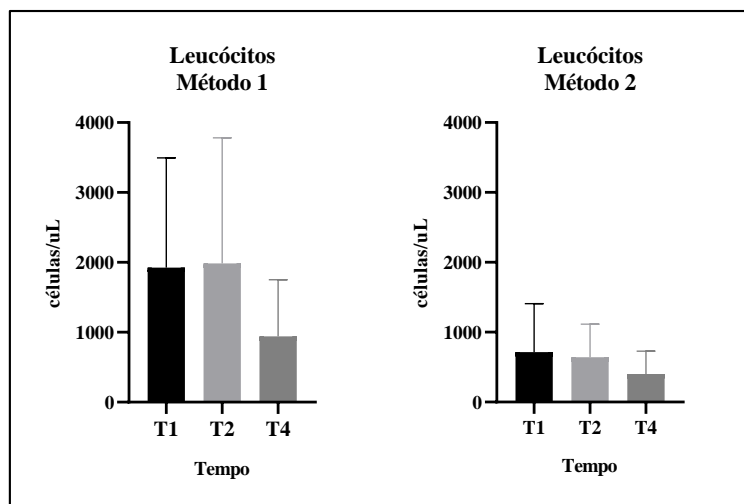 Leucócitos
Método 1
4000
3000
2000
1000
0
células/uL
T1 T2 T4
Tempo
Leucócitos
Método 2
4000
3000
2000
1000
0
células/uL
T1 T2 T4
Tempo